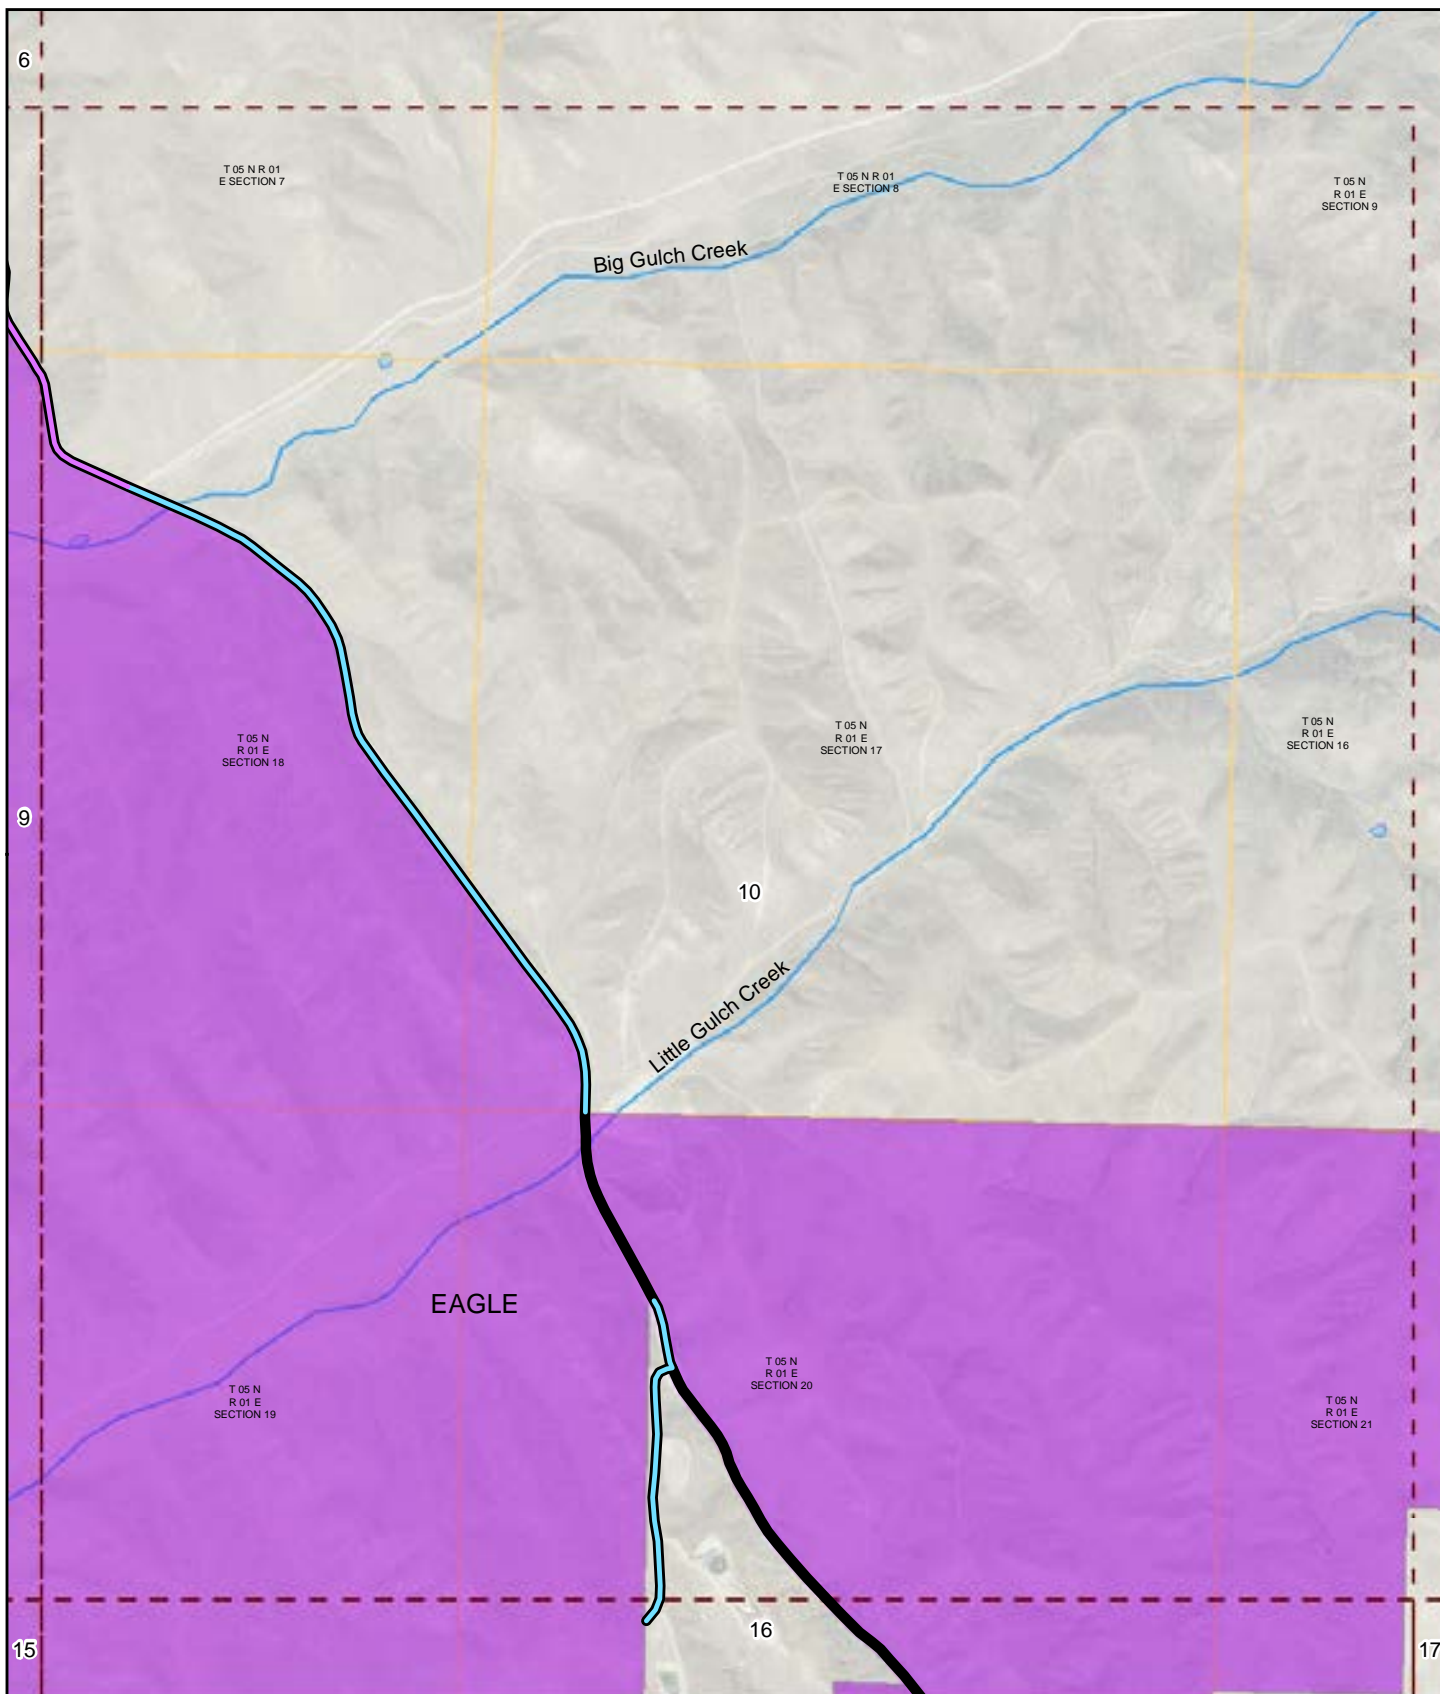 6
T 05 N R 01
E SECTION 7
T 05 N R 01
E SECTION 8
T 05 N
R 01 E
SECTION 9
Big Gulch Creek
T 05 N
R 01 E
SECTION 18
T 05 N
R 01 E
SECTION 17
T 05 N
R 01 E
SECTION 16
9
10
Little Gulch Creek
EAGLE
T 05 N
R 01 E
SECTION 19
T 05 N
R 01 E
SECTION 20
T 05 N
R 01 E
SECTION 21
15
16
17